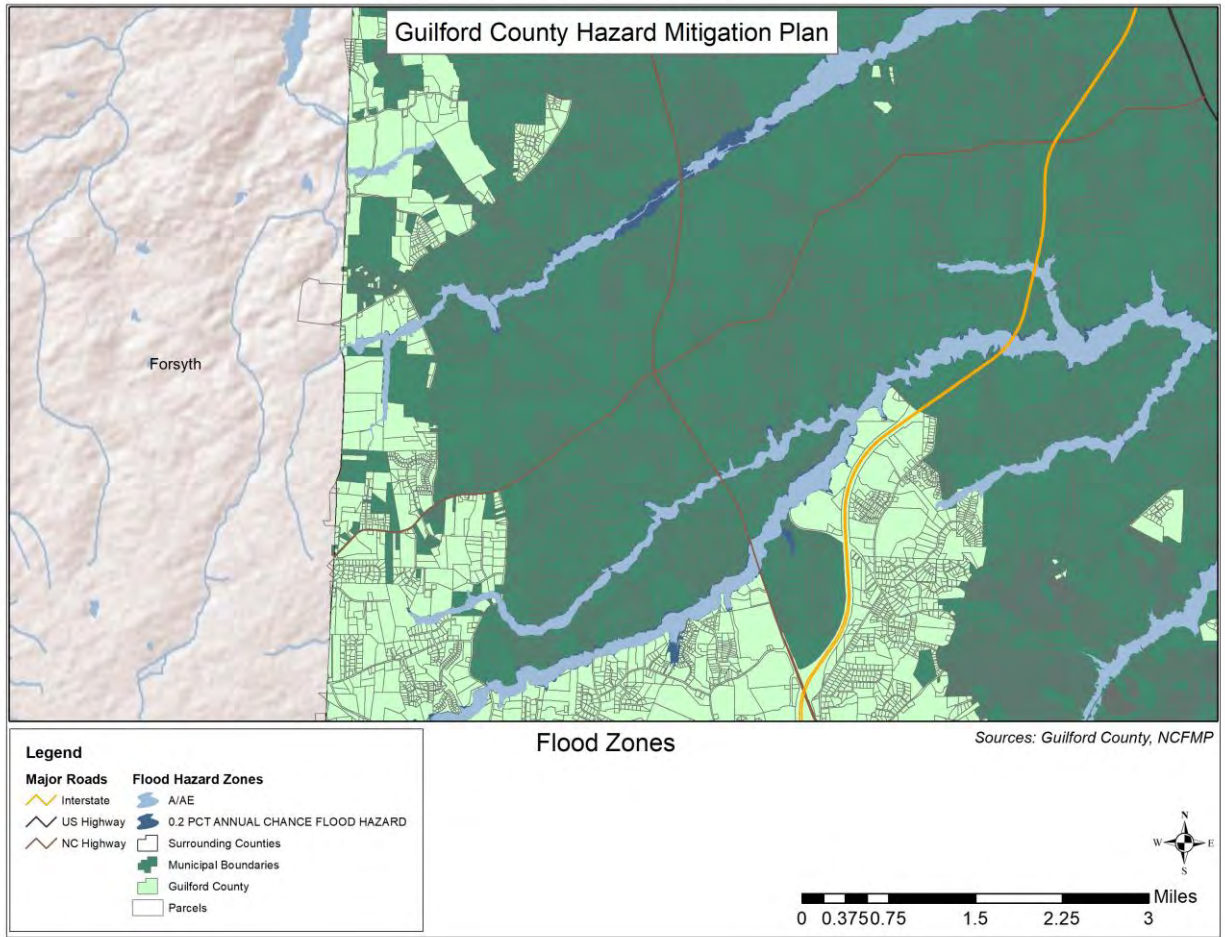 Guilford County Hazard Mitigation Plan
Forsyth
Flood Zones
Sources: Guilford County, NCFMP
Legend
Major Roads
Interstate
US Highway
NC Highway
Flood Hazard Zones
A/AE
0.2 PCT ANNUAL CHANCE FLOOD HAZARD
Surrounding Counties
Municipal Boundaries
Guilford County
Parcels
N
W E
S
Miles
0 0.375 0.75 1.5 2.25 3